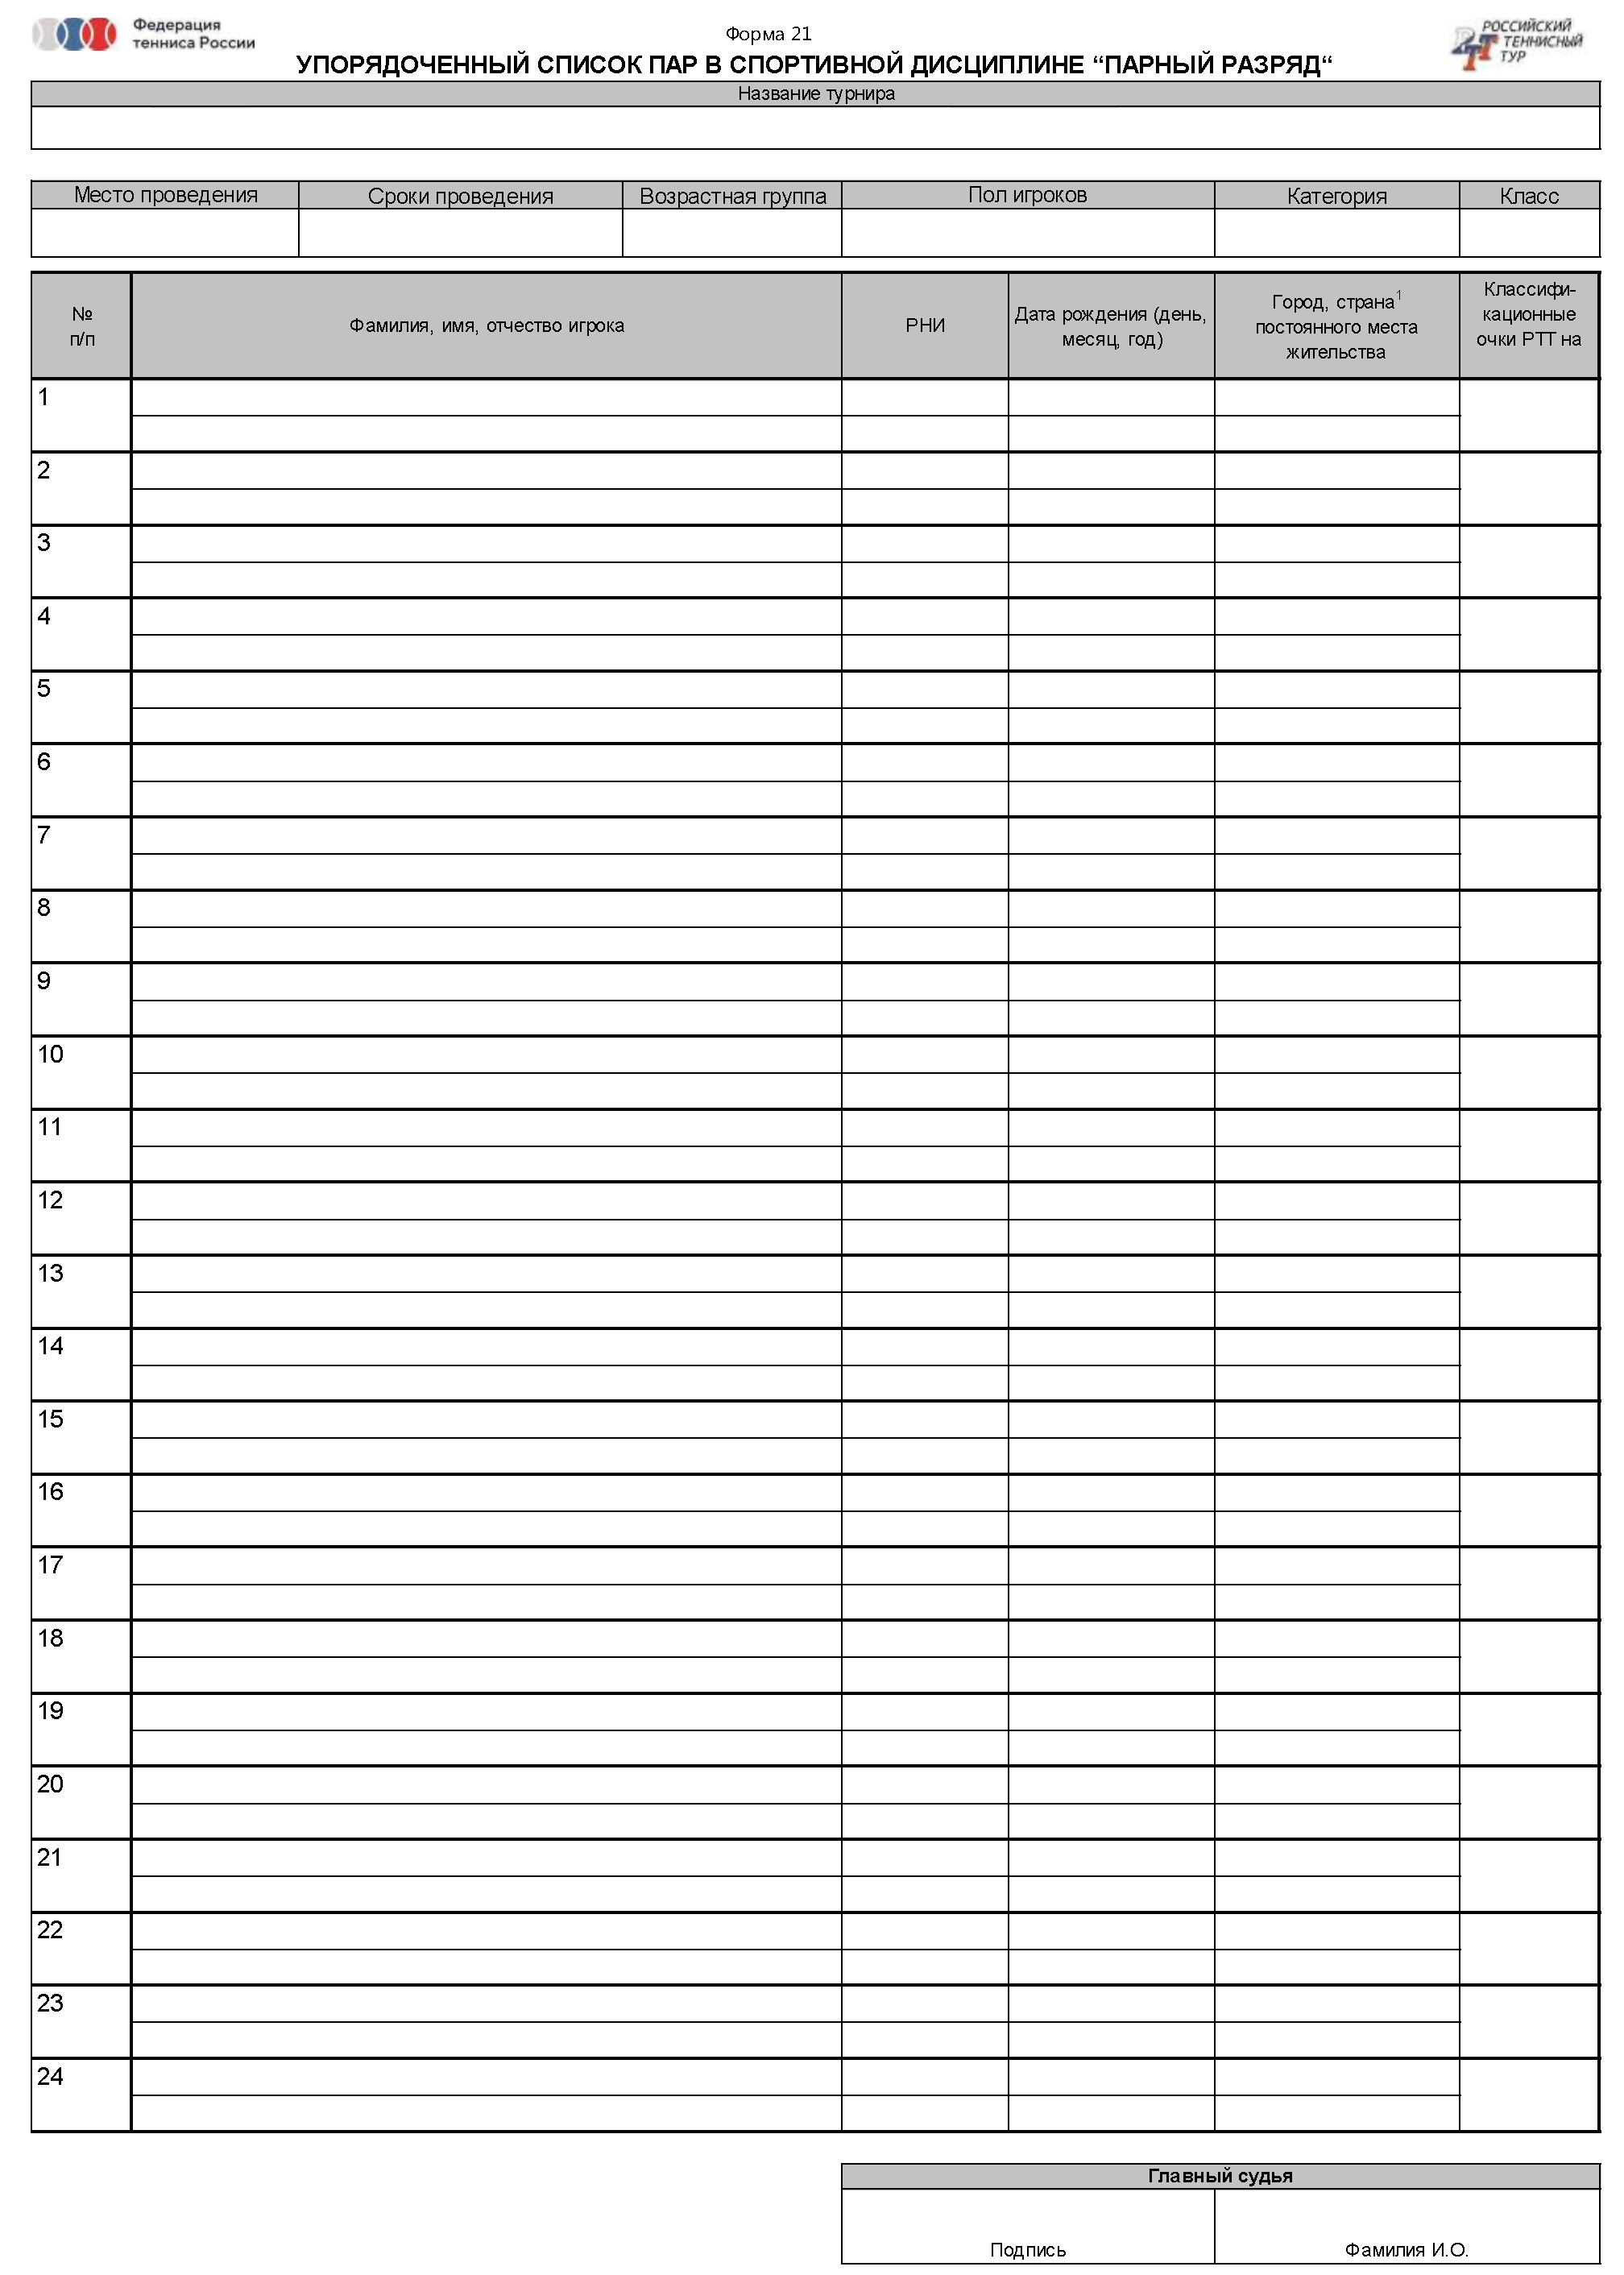 Федерация
тенниса России
Форма 21
РОССИЙСКИЙ
ТЕННИСНЫЙ
ТУР
РТТ
УПОРЯДОЧЕННЫЙ СПИСОК ПАР В СПОРТИВНОЙ ДИСЦИПЛИНЕ “ПАРНЫЙ РАЗРЯД“
Название турнира
Место проведения Сроки проведения Возрастная группа Пол игроков Категория Класс
№
п/п
Фамилия, имя, отчество игрока
РНИ
Дата рождения (день,
месяц, год)
Город, страна¹
постоянного места
жительства
Классифи-
кационные
очки РТТ на
1
2
3
4
5
6
7
8
9
10
11
12
13
14
15
16
17
18
19
20
21
22
23
24
Главный судья
Подпись Фамилия И.О.